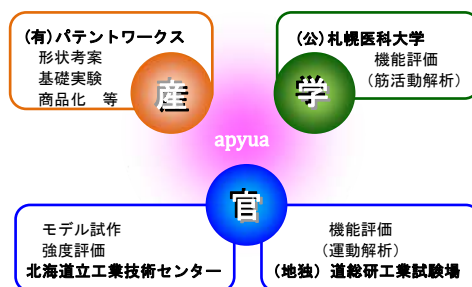 (有)パテントワークス
形状考案
基礎実験
商品化　等
産
(公)札幌医科大学
機能評価
(筋活動解析)
学
apyua
官
モデル試作
強度評価
北海道立工業技術センター
機能評価
(運動解析)
(地独)道総研工業試験場